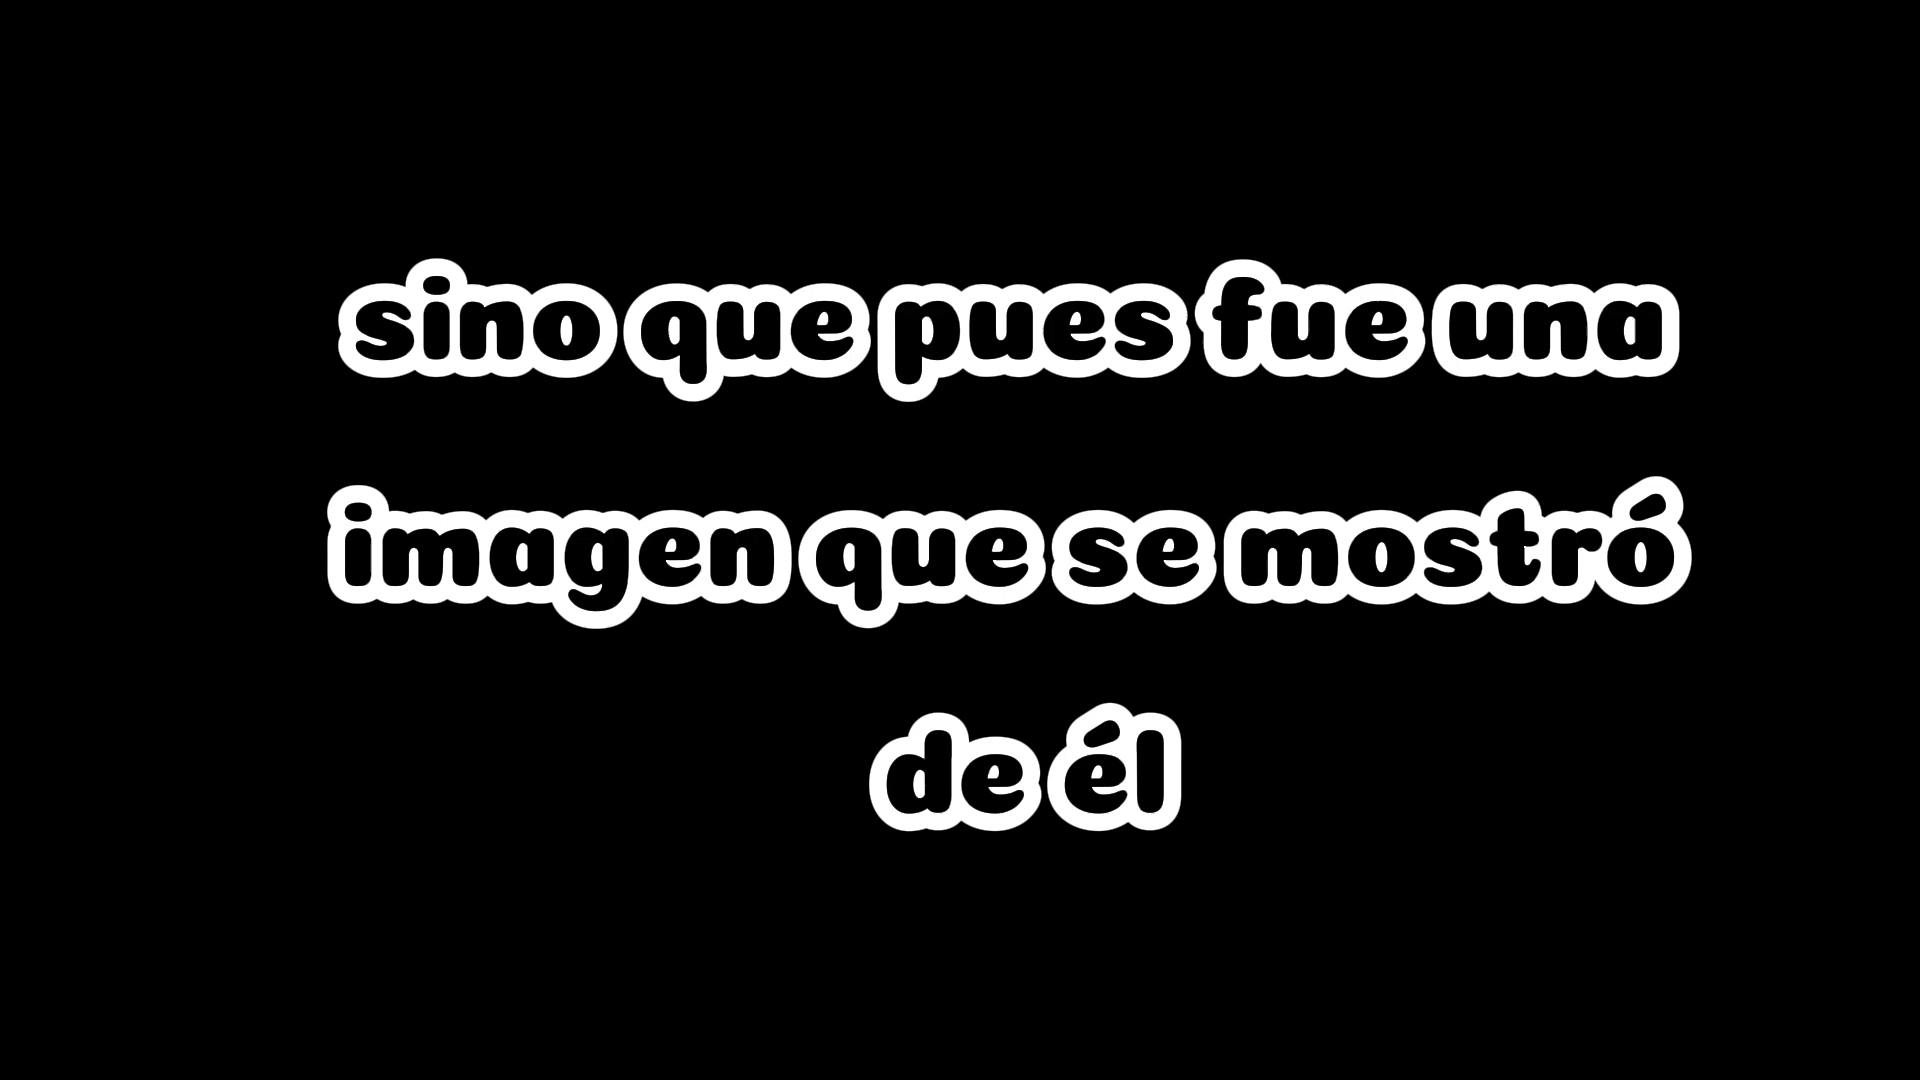 sino que pues fue una
imagen que se mostró
de él